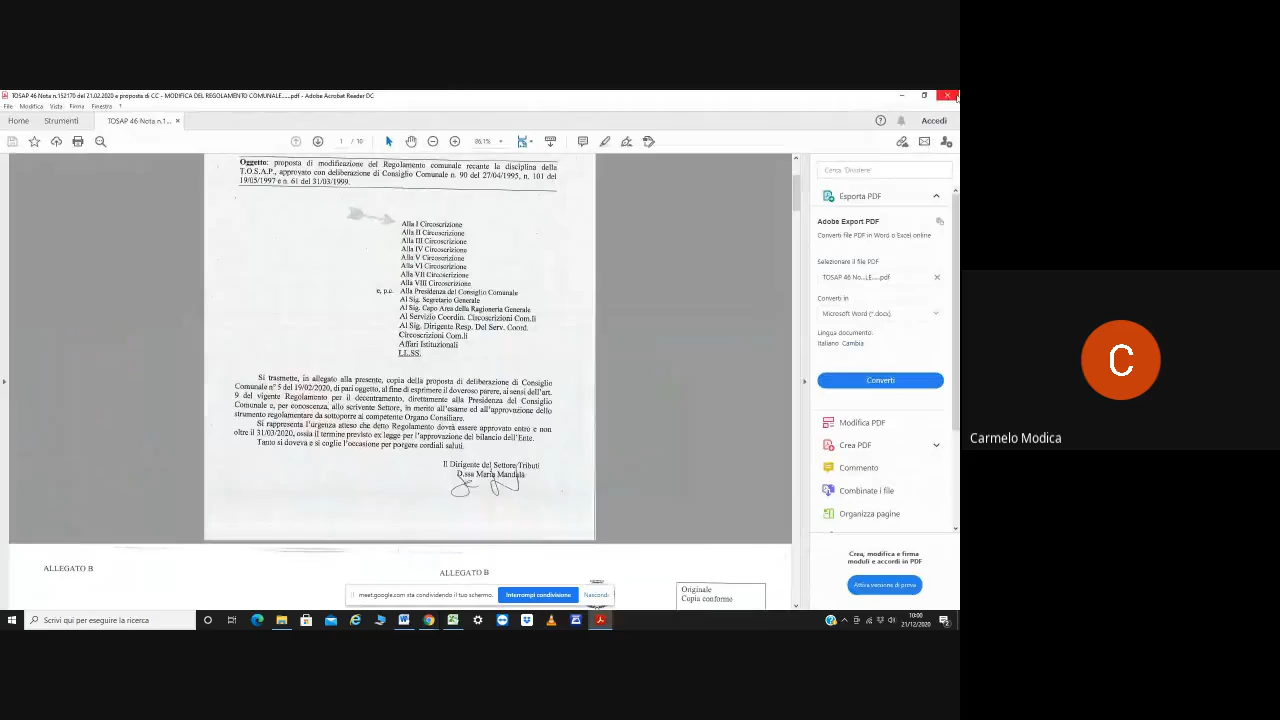 TOSAP 46 Nota n.152170 del 21.02.2020 e proposta di CC - MODIFICA DEL REGOLAMENTO COMUNALE......pdf - Adobe Acrobat Reader DC
File Modifica Vista Firma Finestra ?
Home Strumenti TOSAP 46 Nota n.1... × Accedi
1 / 10 86,1%
Oggetto: proposta di modificazione del Regolamento comunale recante la disciplina della
T.O.S.A.P., approvato con deliberazione di Consiglio Comunale n. 90 del 27/04/1995, n. 101 del
19/05/1997 e n. 61 del 31/03/1999.
Alla I Circoscrizione
Alla II Circoscrizione
Alla III Circoscrizione
Alla IV Circoscrizione
Alla V Circoscrizione
Alla VI Circoscrizione
Alla VII Circoscrizione
Alla VIII Circoscrizione
e, p.c. Alla Presidenza del Consiglio Comunale
Al Sig. Segretario Generale
Al Sig. Capo Area della Ragioneria Generale
Al Servizio Coordin. Circoscrizioni Com.li
Al Sig. Dirigente Resp. Del Serv. Coord.
Circoscrizioni Com.li
Affari Istituzionali
LL.SS.
Si trasmette, in allegato alla presente, copia della proposta di deliberazione di Consiglio
Comunale n° 5 del 19/02/2020, di pari oggetto, al fine di esprimere il doveroso parere, ai sensi dell'art.
9 del vigente Regolamento per il decentramento, direttamente alla Presidenza del Consiglio
Comunale e, per conoscenza, allo scrivente Settore, in merito all'esame ed all'approvazione dello
strumento regolamentare da sottoporre al competente Organo Consiliare.
Si rappresenta l'urgenza atteso che detto Regolamento dovrà essere approvato entro e non
oltre il 31/03/2020, ossia il termine previsto ex lege per l'approvazione del bilancio dell'Ente.
Tanto si doveva e si coglie l'occasione per porgere cordiali saluti.
Il Dirigente del Settore Tributi
D.ssa Maria Mandalà
ALLEGATO B
ALLEGATO B
Originale
Copia conforme
Cerca 'Dividere'
Esporta PDF
Adobe Export PDF
Converti file PDF in Word o Excel online
Selezionare il file PDF
TOSAP 46 No...LE.....pdf ×
Converti in
Microsoft Word (*.docx)
Lingua documento:
Italiano Cambia
Converti
Modifica PDF
Crea PDF
Commento
Combinate i file
Organizza pagine
Crea, modifica e firma
moduli e accordi in PDF
Attiva versione di prova
meet.google.com sta condividendo il tuo schermo. Interrompi condivisione Nascondi
Scrivi qui per eseguire la ricerca
10:00
21/12/2020
C
Carmelo Modica